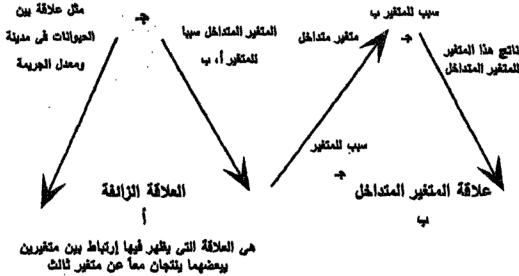 مثل علاقة بين
الحيوانات فى مدينة
ومعدل الجريمة
ج
المتغير المتداخل سببا
للمتغير أ، ب
العلاقة الزائفة
أ
هى العلاقة التى يظهر فيها إرتباط بين متغيرين
ببعضهما ينتجان معاً عن متغير ثالث
سبب للمتغير ب
ج
متغير متداخل
ناتج هذا المتغير
للمتغير المتداخل
سبب للمتغير
ج
علاقة المتغير المتداخل
ب